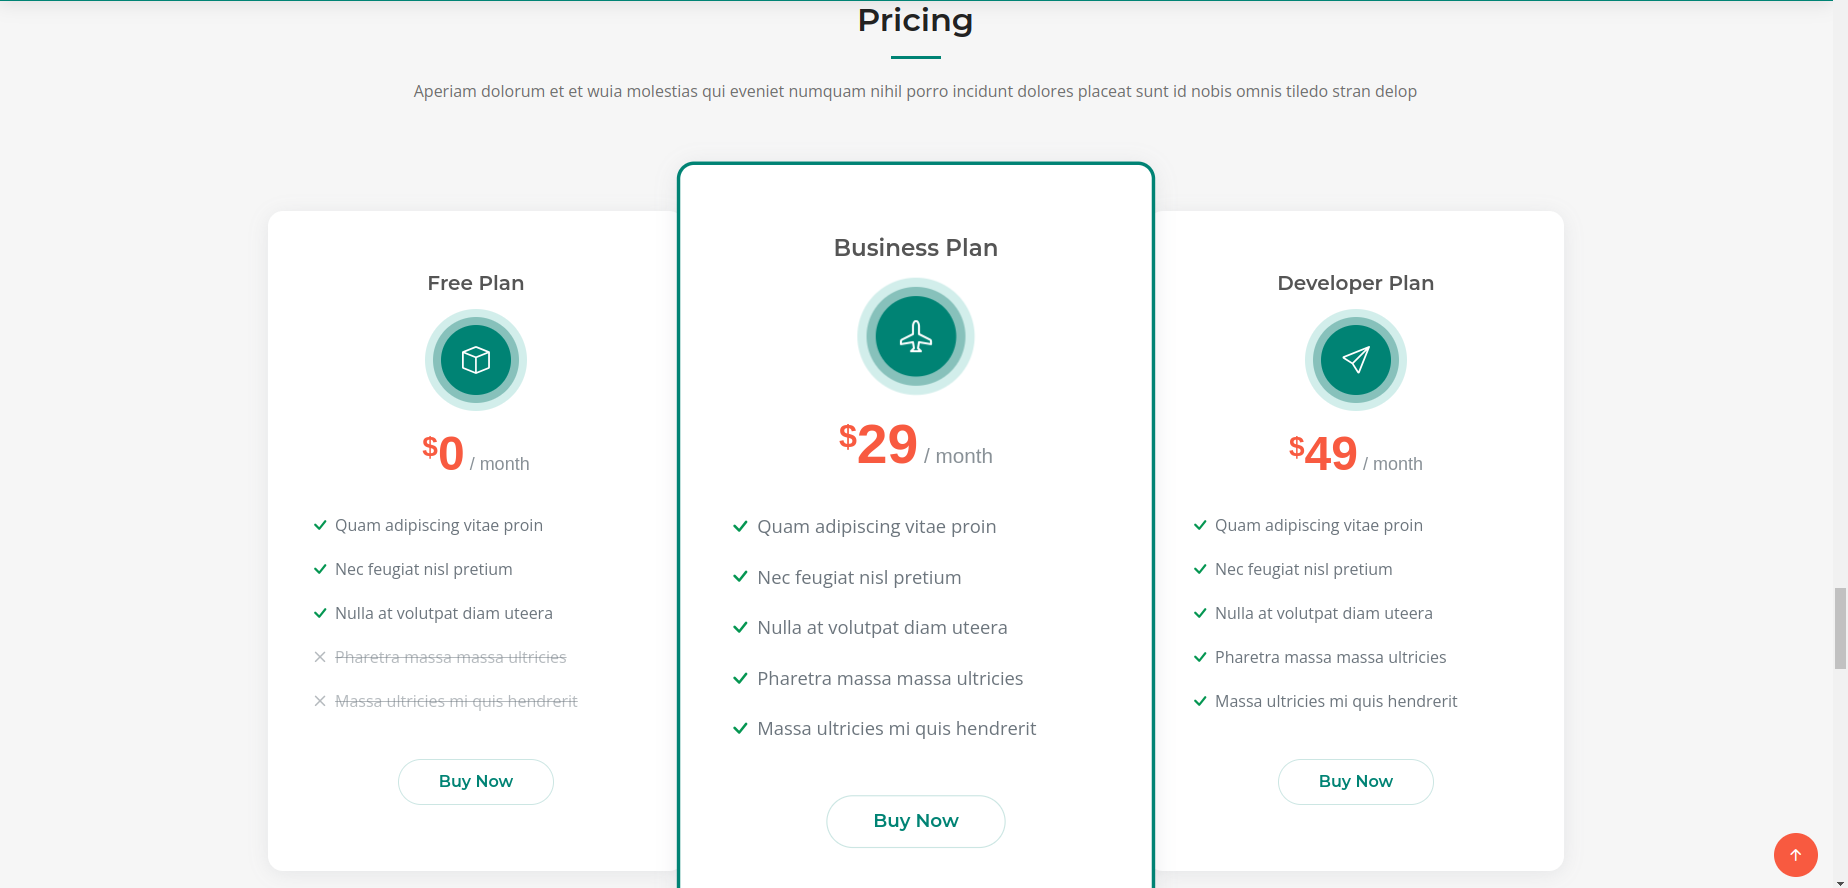 Pricing
Aperiam dolorum et et wuia molestias qui eveniet numquam nihil porro incidunt dolores placeat sunt id nobis omnis tiledo stran delop
Free Plan
$0 / month
Quam adipiscing vitae proin
Nec feugiat nisl pretium
Nulla at volutpat diam uteera
Pharetra massa massa ultricies
Massa ultricies mi quis hendrerit
Buy Now
Business Plan
$29 / month
Quam adipiscing vitae proin
Nec feugiat nisl pretium
Nulla at volutpat diam uteera
Pharetra massa massa ultricies
Massa ultricies mi quis hendrerit
Buy Now
Developer Plan
$49 / month
Quam adipiscing vitae proin
Nec feugiat nisl pretium
Nulla at volutpat diam uteera
Pharetra massa massa ultricies
Massa ultricies mi quis hendrerit
Buy Now